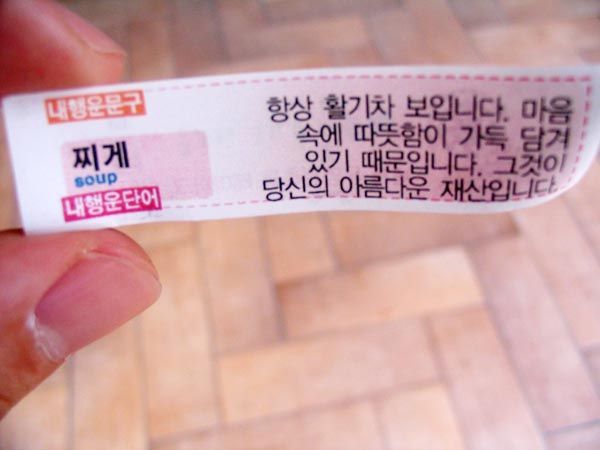 내행운문구
항상 활기차 보입니다. 마음
속에 따뜻함이 가득 담겨
있기 때문입니다. 그것이
당신의 아름다운 재산입니다.
찌게
soup
내행운단어